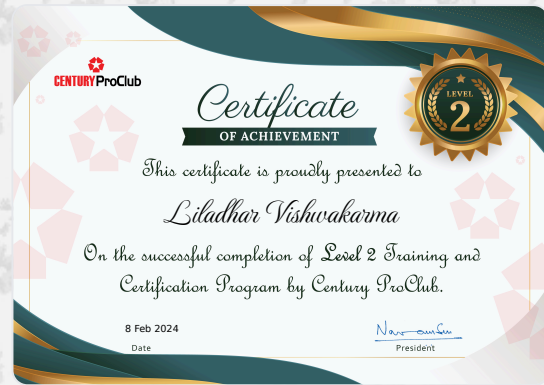 CENTURY ProClub
LEVEL
2
Certificate
OF ACHIEVEMENT
This certificate is proudly presented to
Liladhar Vishwakarma
On the successful completion of Level 2 Training and
Certification Program by Century ProClub.
8 Feb 2024
Date
President